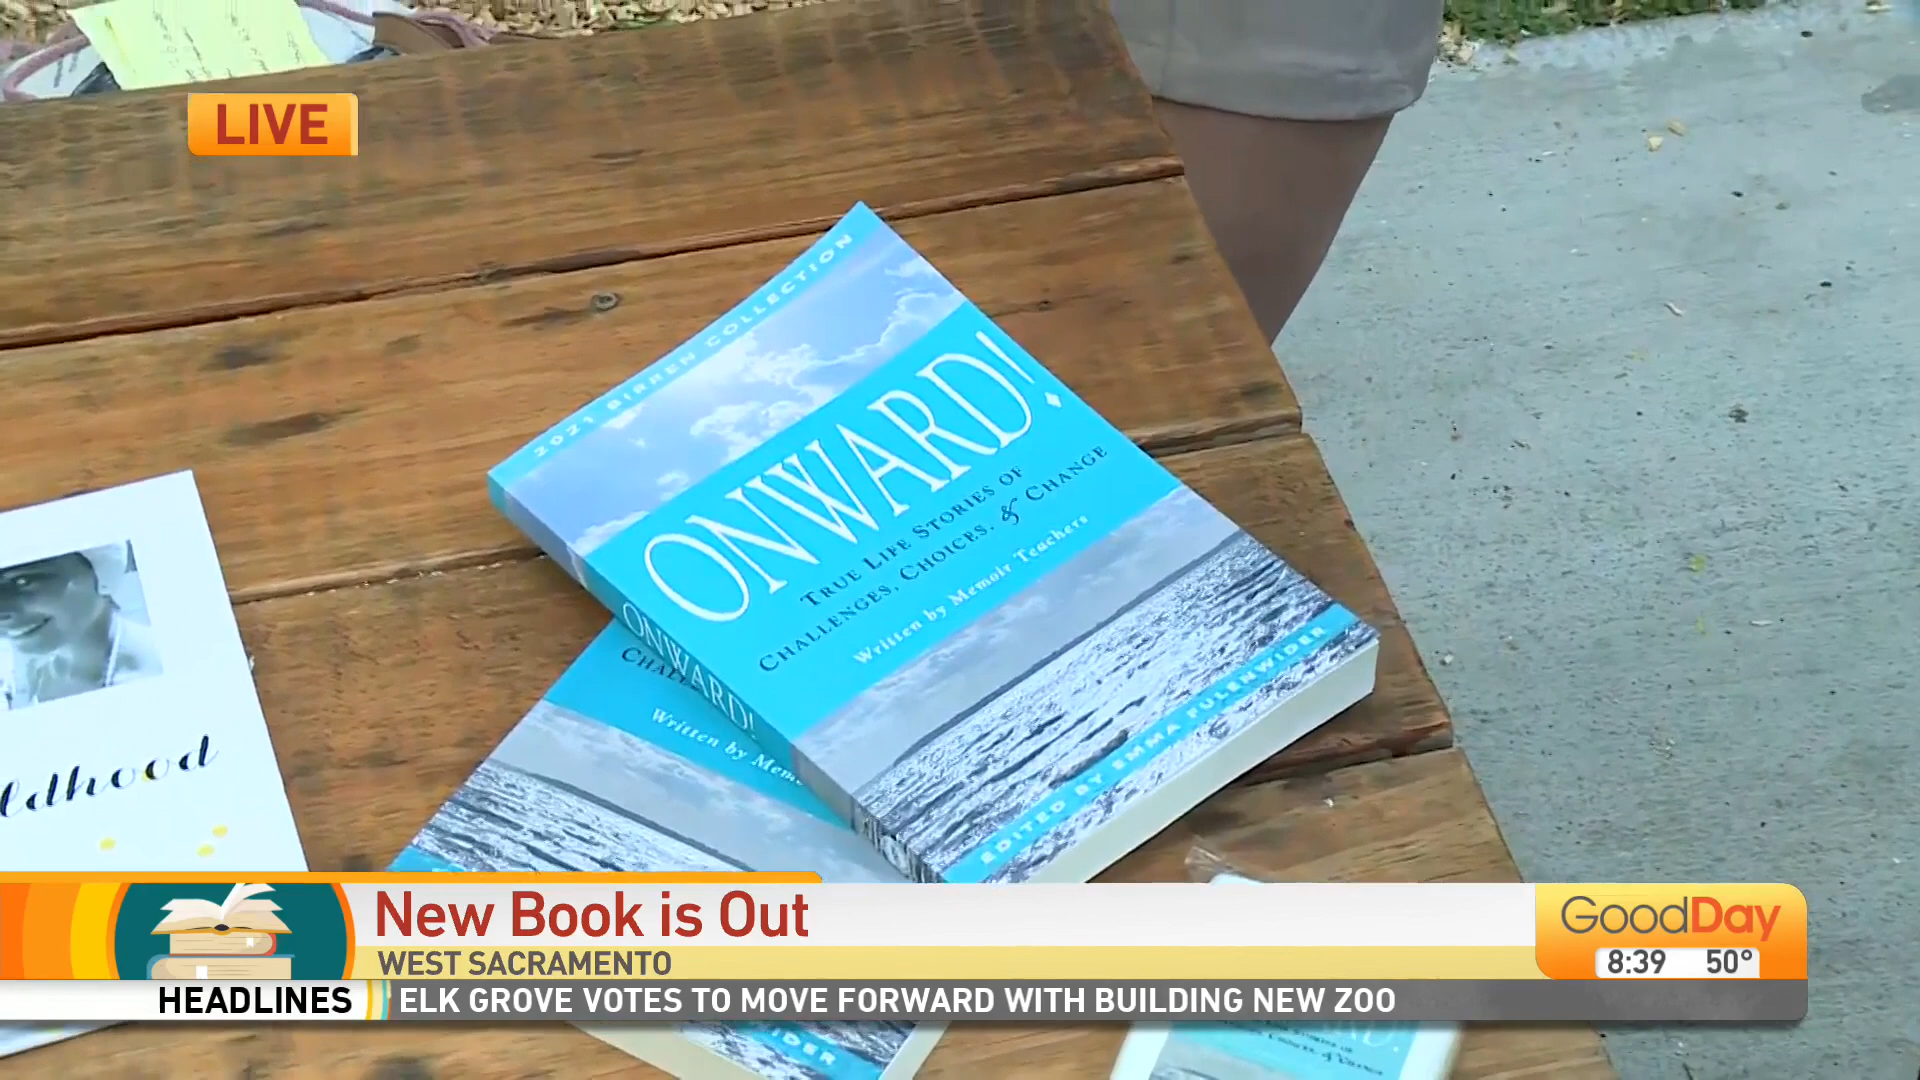 LIVE
2021 BIRREN COLLECTION
ONWARD!
TRUE LIFE STORIES OF
CHALLENGES, CHOICES, & CHANGE
Written by Memoir Teachers
EDITED BY EMMA FULENWIDER
ONWARD!
Written by
ldhood
New Book is Out
WEST SACRAMENTO
GoodDay
8:39 50°
HEADLINES
ELK GROVE VOTES TO MOVE FORWARD WITH BUILDING NEW ZOO